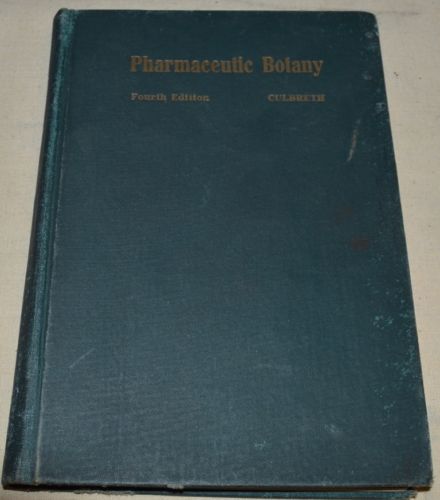 Pharmaceutic Botany
Fourth Edition CULBRETH